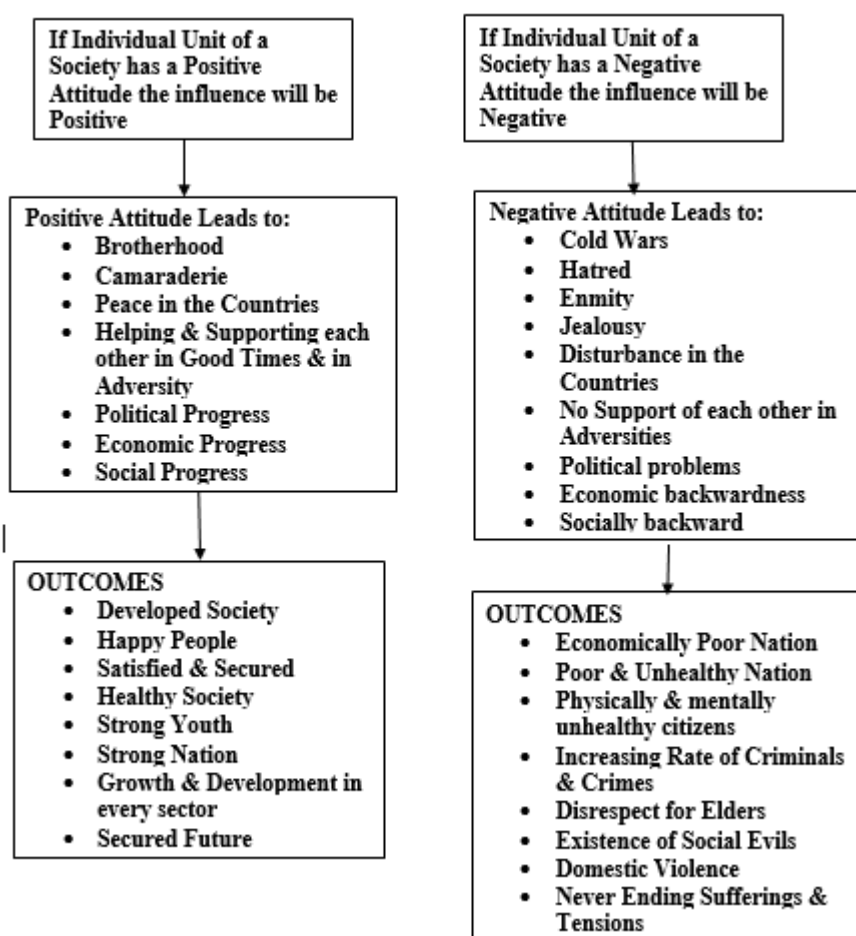 If Individual Unit of a
Society has a Positive
Attitude the influence will be
Positive
Positive Attitude Leads to:
• Brotherhood
• Camaraderie
• Peace in the Countries
• Helping & Supporting each
other in Good Times & in
Adversity
• Political Progress
• Economic Progress
• Social Progress
OUTCOMES
• Developed Society
• Happy People
• Satisfied & Secured
• Healthy Society
• Strong Youth
• Strong Nation
• Growth & Development in
every sector
• Secured Future
If Individual Unit of a
Society has a Negative
Attitude the influence will be
Negative
Negative Attitude Leads to:
• Cold Wars
• Hatred
• Enmity
• Jealousy
• Disturbance in the
Countries
• No Support of each other in
Adversities
• Political problems
• Economic backwardness
• Socially backward
OUTCOMES
• Economically Poor Nation
• Poor & Unhealthy Nation
• Physically & mentally
unhealthy citizens
• Increasing Rate of Criminals
& Crimes
• Disrespect for Elders
• Existence of Social Evils
• Domestic Violence
• Never Ending Sufferings &
Tensions